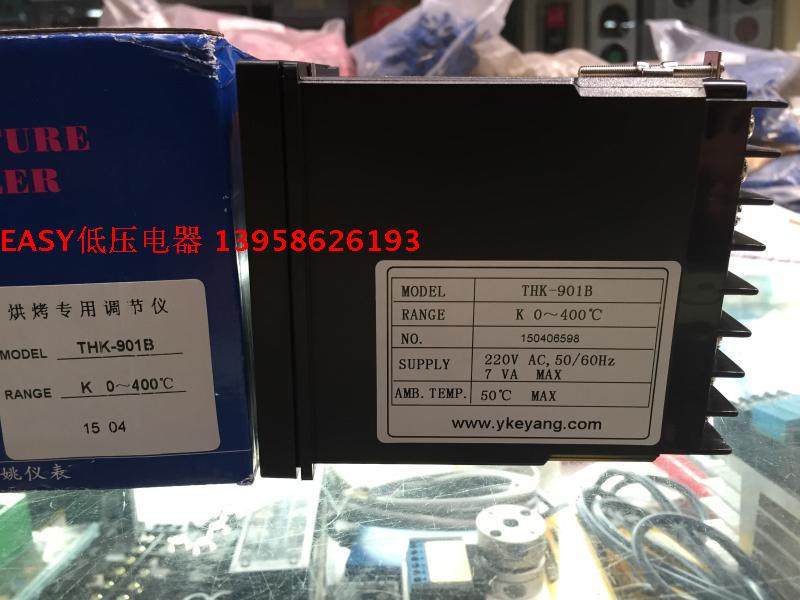 TURE
LER
EASY低压电器 13958626193
烘烤专用调节仪
MODEL THK-901B
RANGE K 0~400℃
15 04
姚仪表
MODEL THK-901B
RANGE K 0~400℃
NO. 150406598
SUPPLY 220V AC, 50/60Hz
7 VA MAX
AMB. TEMP. 50℃ MAX
www.ykeyang.com